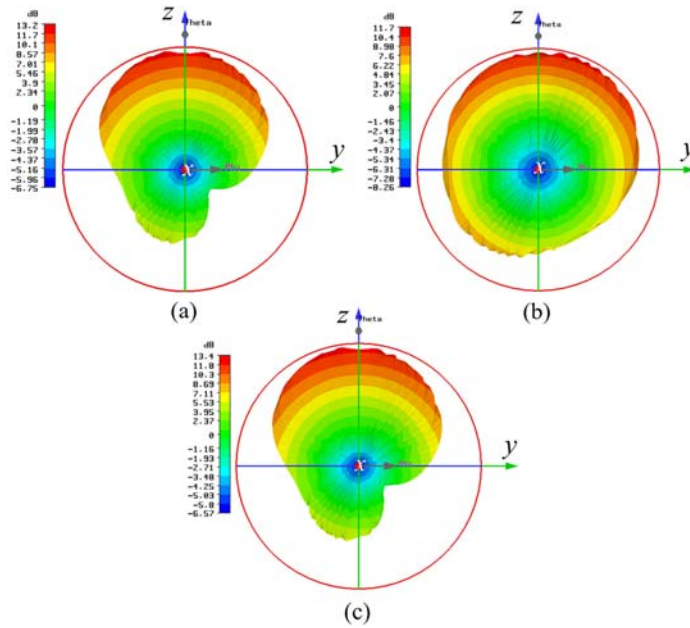 dB
13.2
11.7
10.1
8.57
7.01
5.46
3.9
2.34
0
-1.19
-1.99
-2.78
-3.57
-4.37
-5.16
-5.96
-6.75
z
heta
x
y
(a)
dB
11.7
10.4
8.98
7.6
6.22
4.84
3.45
2.07
0
-1.46
-2.43
-3.4
-4.37
-5.34
-6.31
-7.28
-8.26
z
heta
x
y
(b)
dB
13.4
11.8
10.3
8.69
7.11
5.53
3.95
2.37
0
-1.16
-1.93
-2.71
-3.48
-4.25
-5.03
-5.8
-6.57
z
heta
x
y
(c)